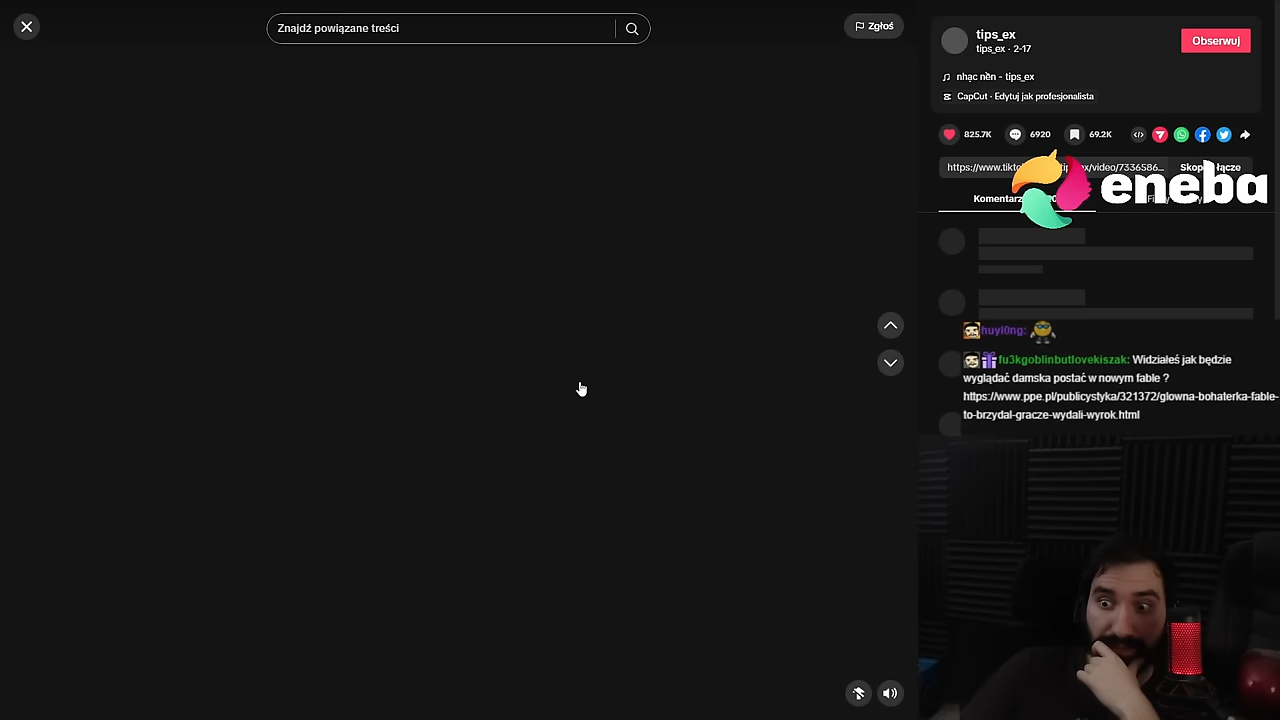 Znajdź powiązane treści
Zgłoś
tips_ex
tips_ex · 2-17
Obserwuj
nhạc nền - tips_ex
CapCut · Edytuj jak profesjonalista
825.7K
6920
69.2K
eneba
huyl0ng:
fu3kgoblinbutlovekiszak: Widziałeś jak będzie
wyglądać damska postać w nowym fable ?
https://www.ppe.pl/publicystyka/321372/glowna-bohaterka-fable-
to-brzydal-gracze-wydali-wyrok.html